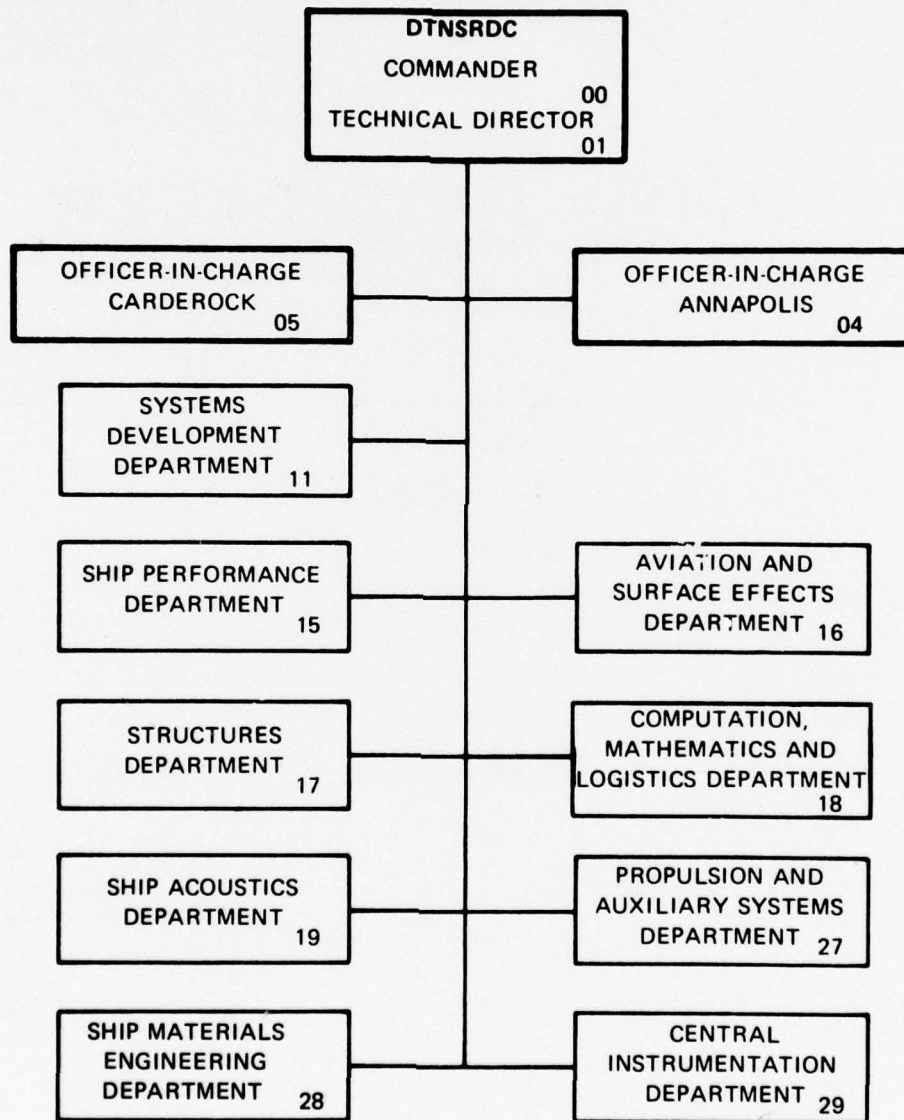 DTNSRDC
COMMANDER
00
TECHNICAL DIRECTOR
01
OFFICER-IN-CHARGE
CARDEROCK
05
OFFICER-IN-CHARGE
ANNAPOLIS
04
SYSTEMS
DEVELOPMENT
DEPARTMENT
11
SHIP PERFORMANCE
DEPARTMENT
15
AVIATION AND
SURFACE EFFECTS
DEPARTMENT
16
STRUCTURES
DEPARTMENT
17
COMPUTATION,
MATHEMATICS AND
LOGISTICS DEPARTMENT
18
SHIP ACOUSTICS
DEPARTMENT
19
PROPULSION AND
AUXILIARY SYSTEMS
DEPARTMENT
27
SHIP MATERIALS
ENGINEERING
DEPARTMENT
28
CENTRAL
INSTRUMENTATION
DEPARTMENT
29